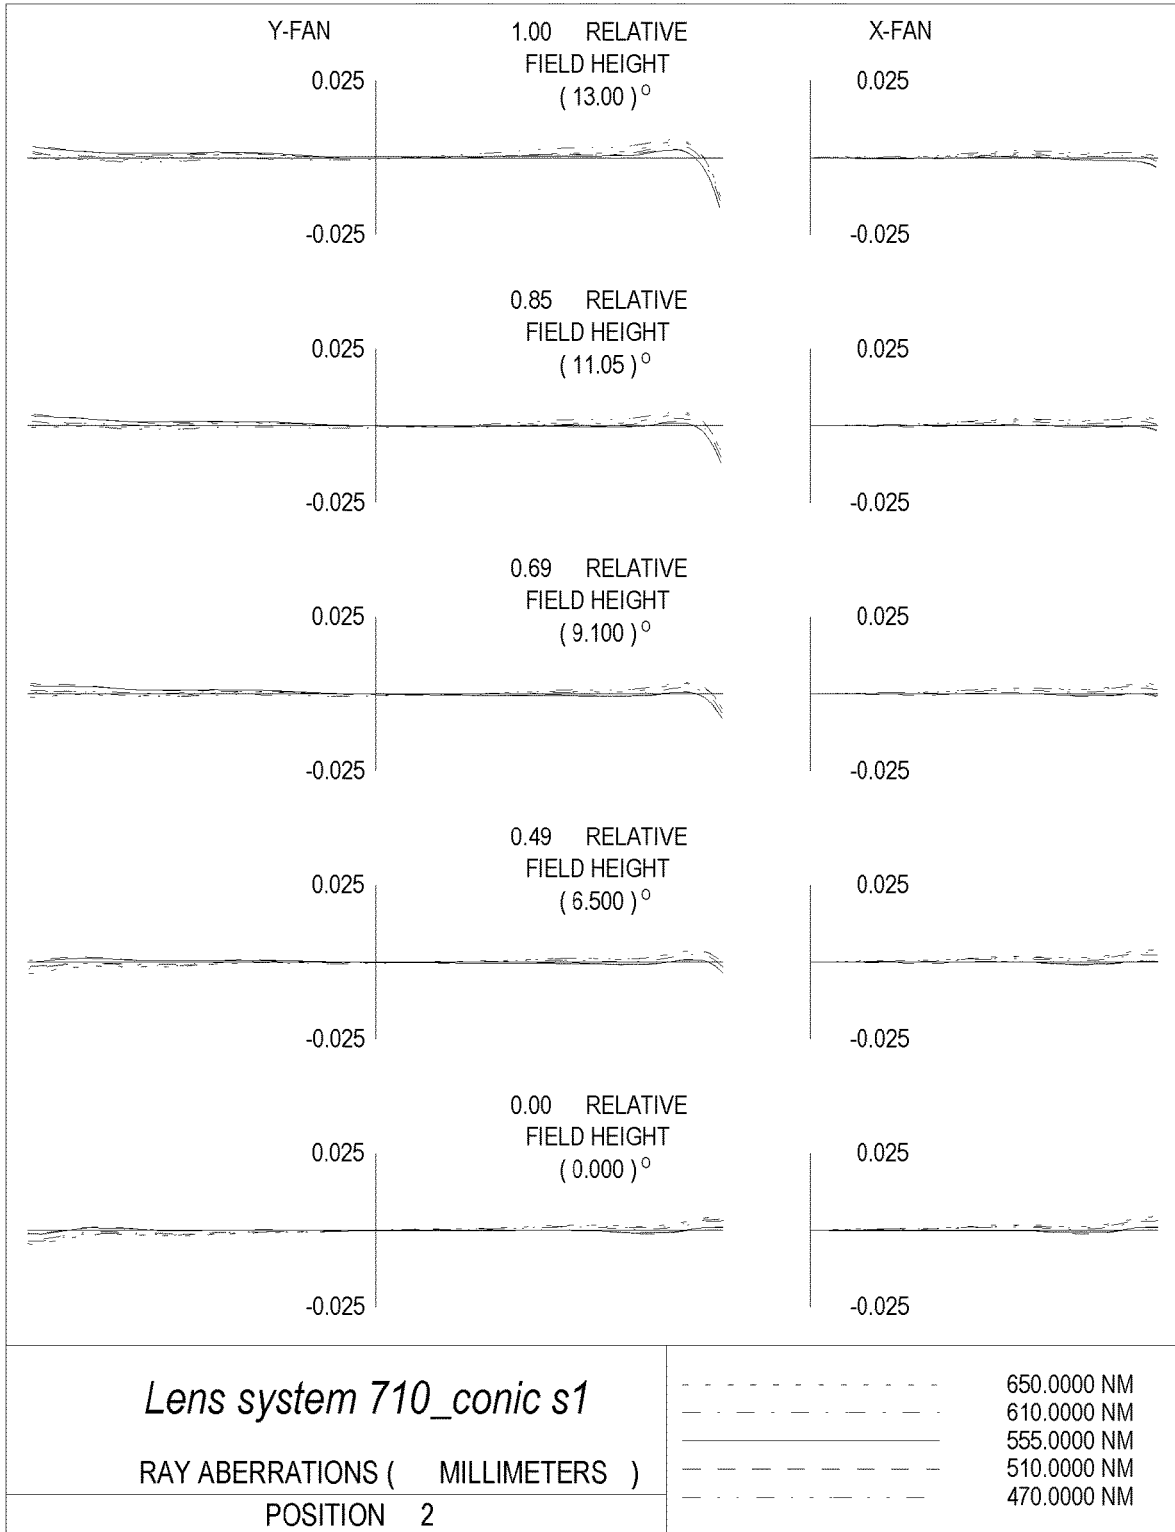 Y-FAN 1.00 RELATIVE X-FAN
FIELD HEIGHT
0.025 ( 13.00 )° 0.025
-0.025 -0.025
0.85 RELATIVE
FIELD HEIGHT
0.025 ( 11.05 )° 0.025
-0.025 -0.025
0.69 RELATIVE
FIELD HEIGHT
0.025 ( 9.100 )° 0.025
-0.025 -0.025
0.49 RELATIVE
FIELD HEIGHT
0.025 ( 6.500 )° 0.025
-0.025 -0.025
0.00 RELATIVE
FIELD HEIGHT
0.025 ( 0.000 )° 0.025
-0.025 -0.025
Lens system 710_conic s1
RAY ABERRATIONS ( MILLIMETERS )
POSITION 2
650.0000 NM
610.0000 NM
555.0000 NM
510.0000 NM
470.0000 NM